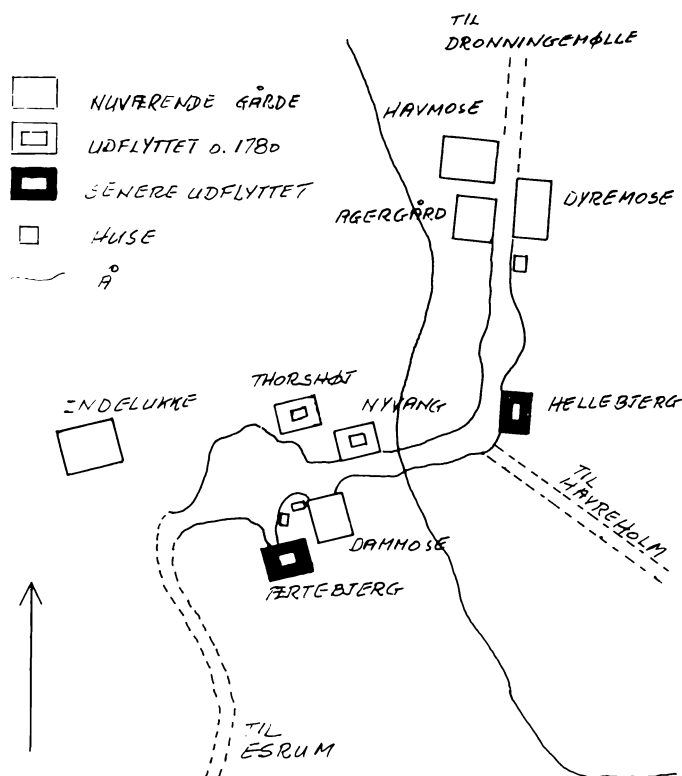 TIL
DRONNINGEMØLLE
NUVÆRENDE GÅRDE
UDFLYTTET O. 1780
SENERE UDFLYTTET
HUSE
Å
HAVMOSE
DYREMOSE
AGERGÅRD
THORSHØJ
INDELUKKE
NYVANG
HELLEBJERG
TIL
HAVREHOLM
DAMMOSE
ÆRTEBJERG
TIL
ESRUM